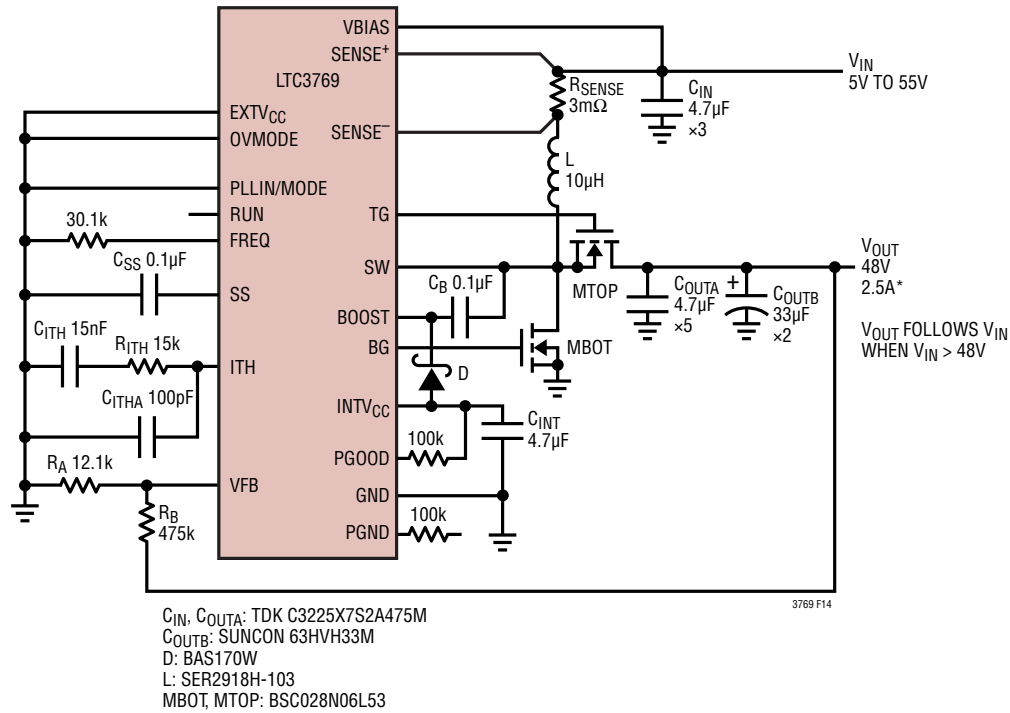 VBIAS
SENSE+
LTC3769
RSENSE
3mΩ
CIN
4.7µF
×3
VIN
5V TO 55V
EXTVCC
OVMODE
SENSE–
L
10µH
PLLIN/MODE
RUN
TG
30.1k
FREQ
SW
CSS 0.1µF
SS
CB 0.1µF
MTOP
COUTA
4.7µF
×5
+
COUTB
33µF
×2
VOUT
48V
2.5A*
VOUT FOLLOWS VIN
WHEN VIN > 48V
BOOST
CITH 15nF
RITH 15k
ITH
BG
MBOT
D
CITHA 100pF
INTVCC
CINT
4.7µF
100k
PGOOD
RA 12.1k
VFB
GND
RB
475k
100k
PGND
3769 F14
CIN, COUTA: TDK C3225X7S2A475M
COUTB: SUNCON 63HVH33M
D: BAS170W
L: SER2918H-103
MBOT, MTOP: BSC028N06L53